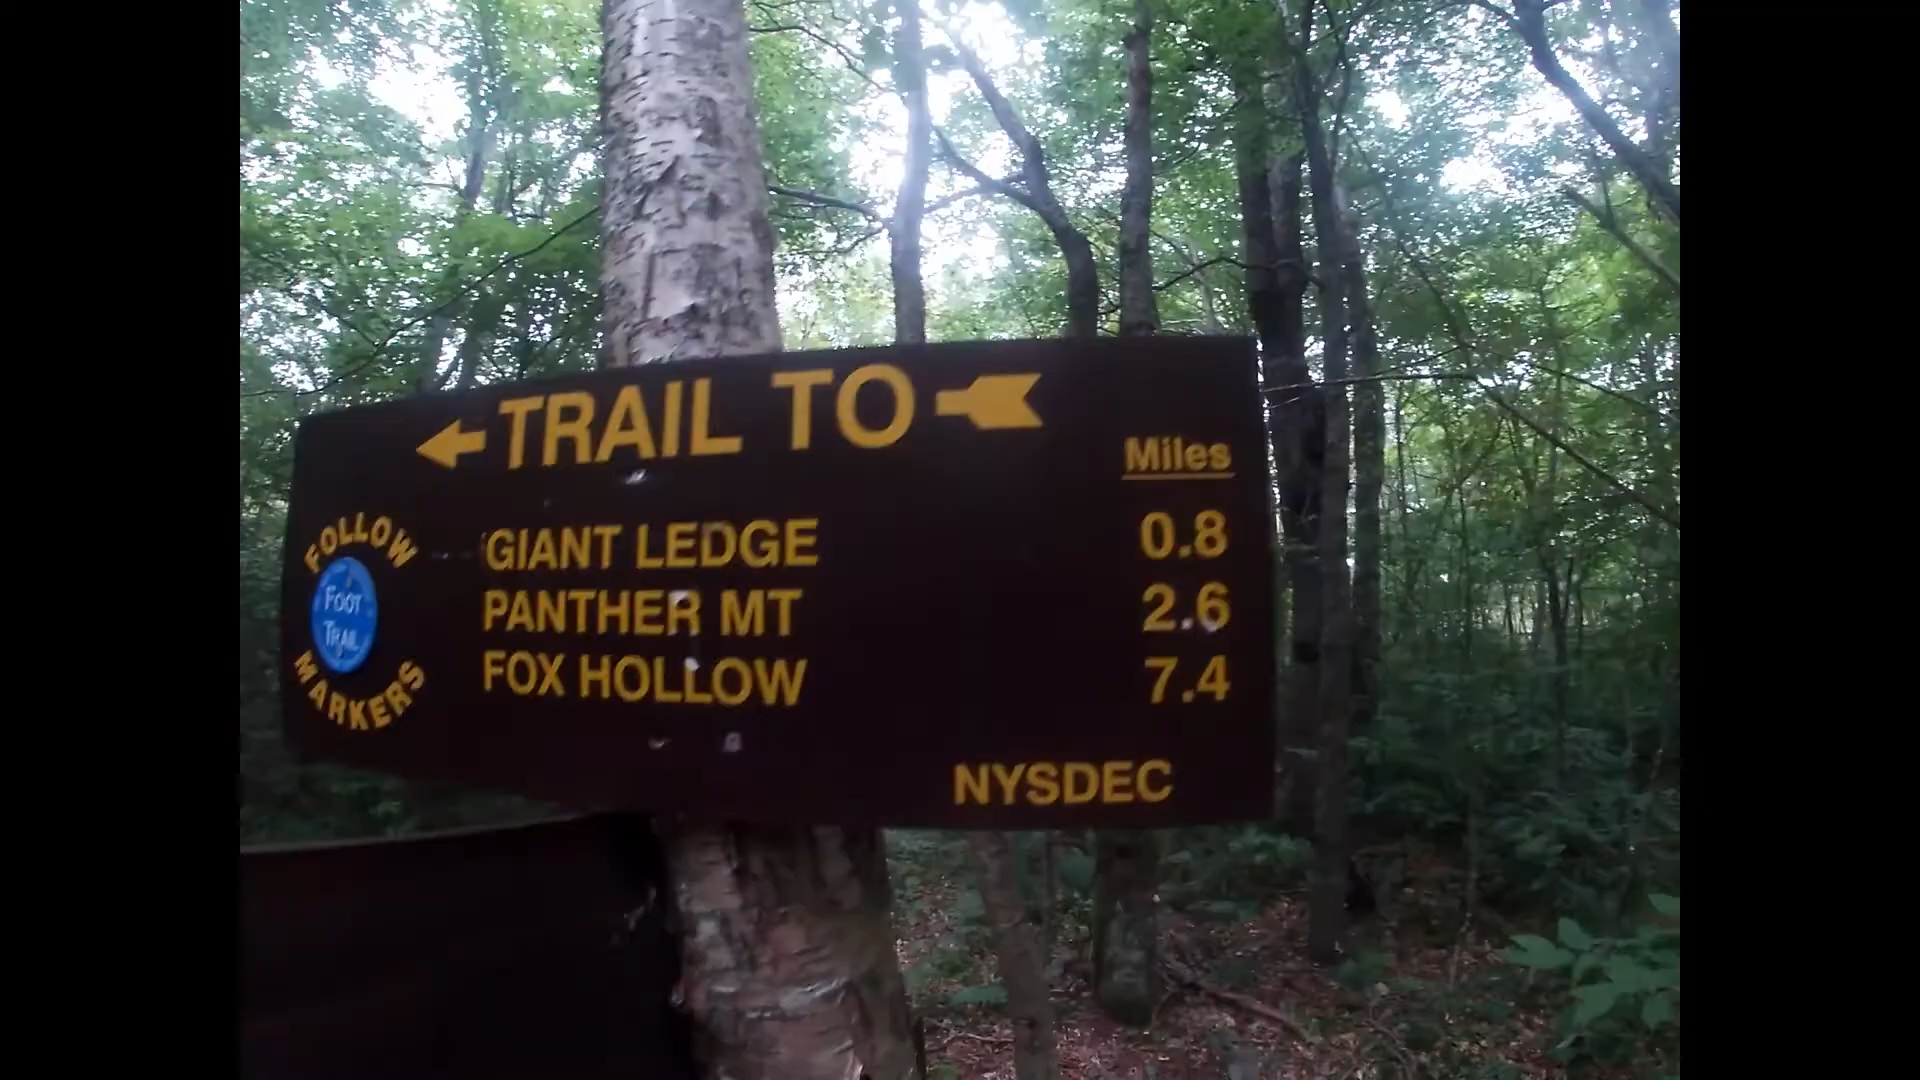 TRAIL TO
Miles
FOLLOW
FOOT
TRAIL
MARKERS
GIANT LEDGE 0.8
PANTHER MT 2.6
FOX HOLLOW 7.4
NYSDEC